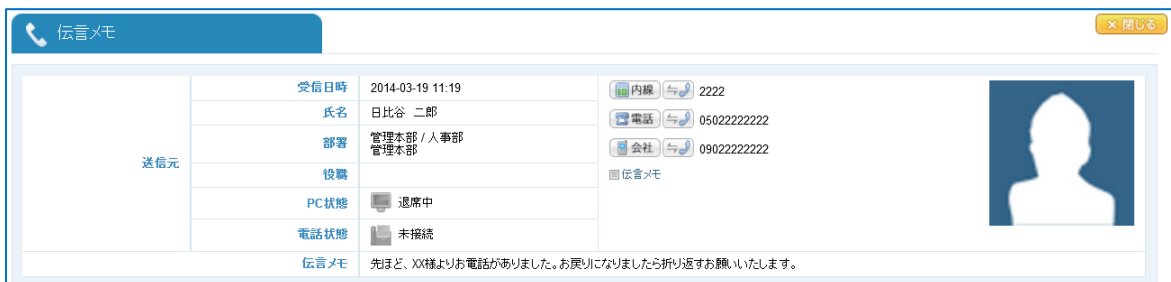 伝言メモ
× 閉じる
送信元
受信日時 2014-03-19 11:19
氏名 日比谷 二郎
部署 管理本部 / 人事部
管理本部
役職
PC状態 退席中
電話状態 未接続
内線 2222
電話 05022222222
会社 09022222222
伝言メモ
伝言メモ 先ほど、XX様よりお電話がありました。お戻りになりましたら折り返すお願いいたします。